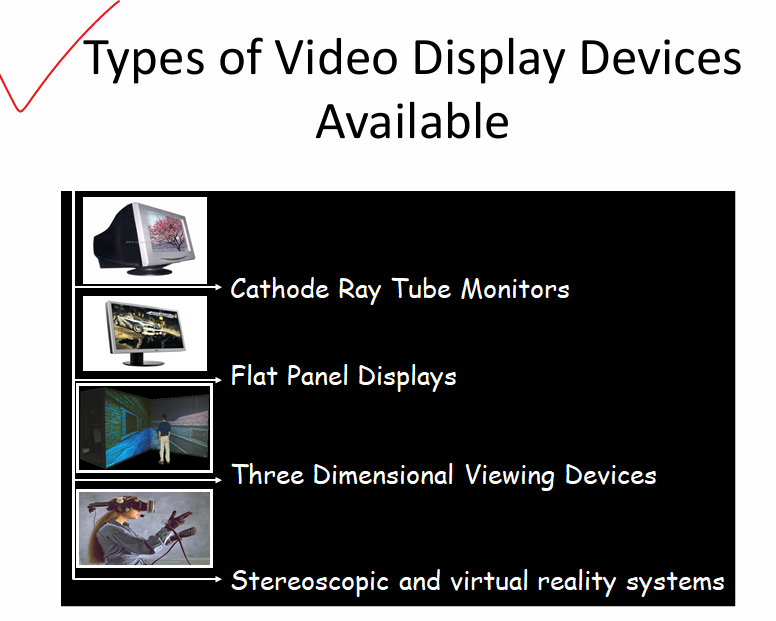 Types of Video Display Devices
Available
Cathode Ray Tube Monitors
Flat Panel Displays
Three Dimensional Viewing Devices
Stereoscopic and virtual reality systems